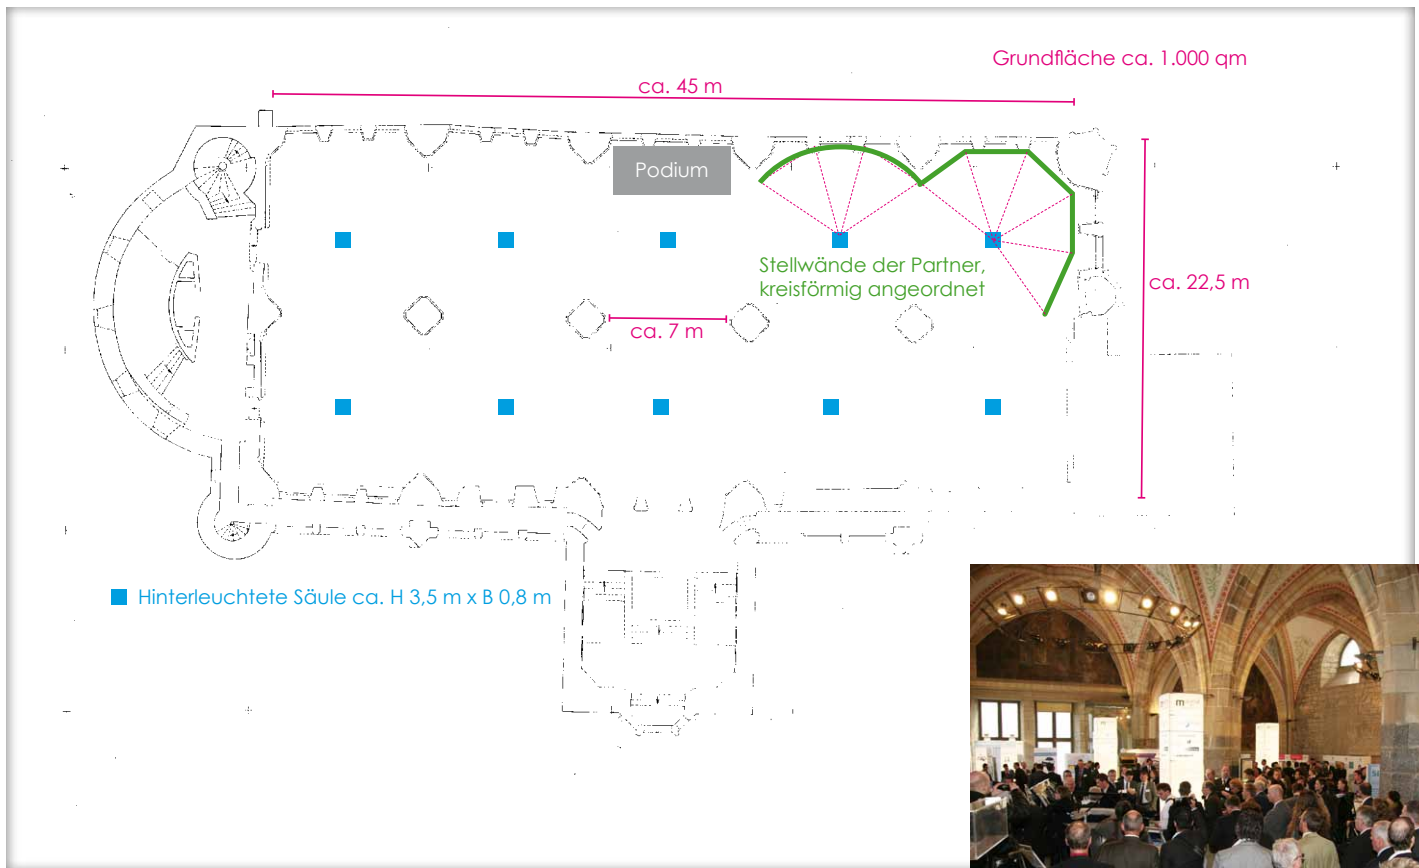 Grundfläche ca. 1.000 qm
ca. 45 m
Podium
Stellwände der Partner,
kreisförmig angeordnet
ca. 22,5 m
ca. 7 m
Hinterleuchtete Säule ca. H 3,5 m x B 0,8 m